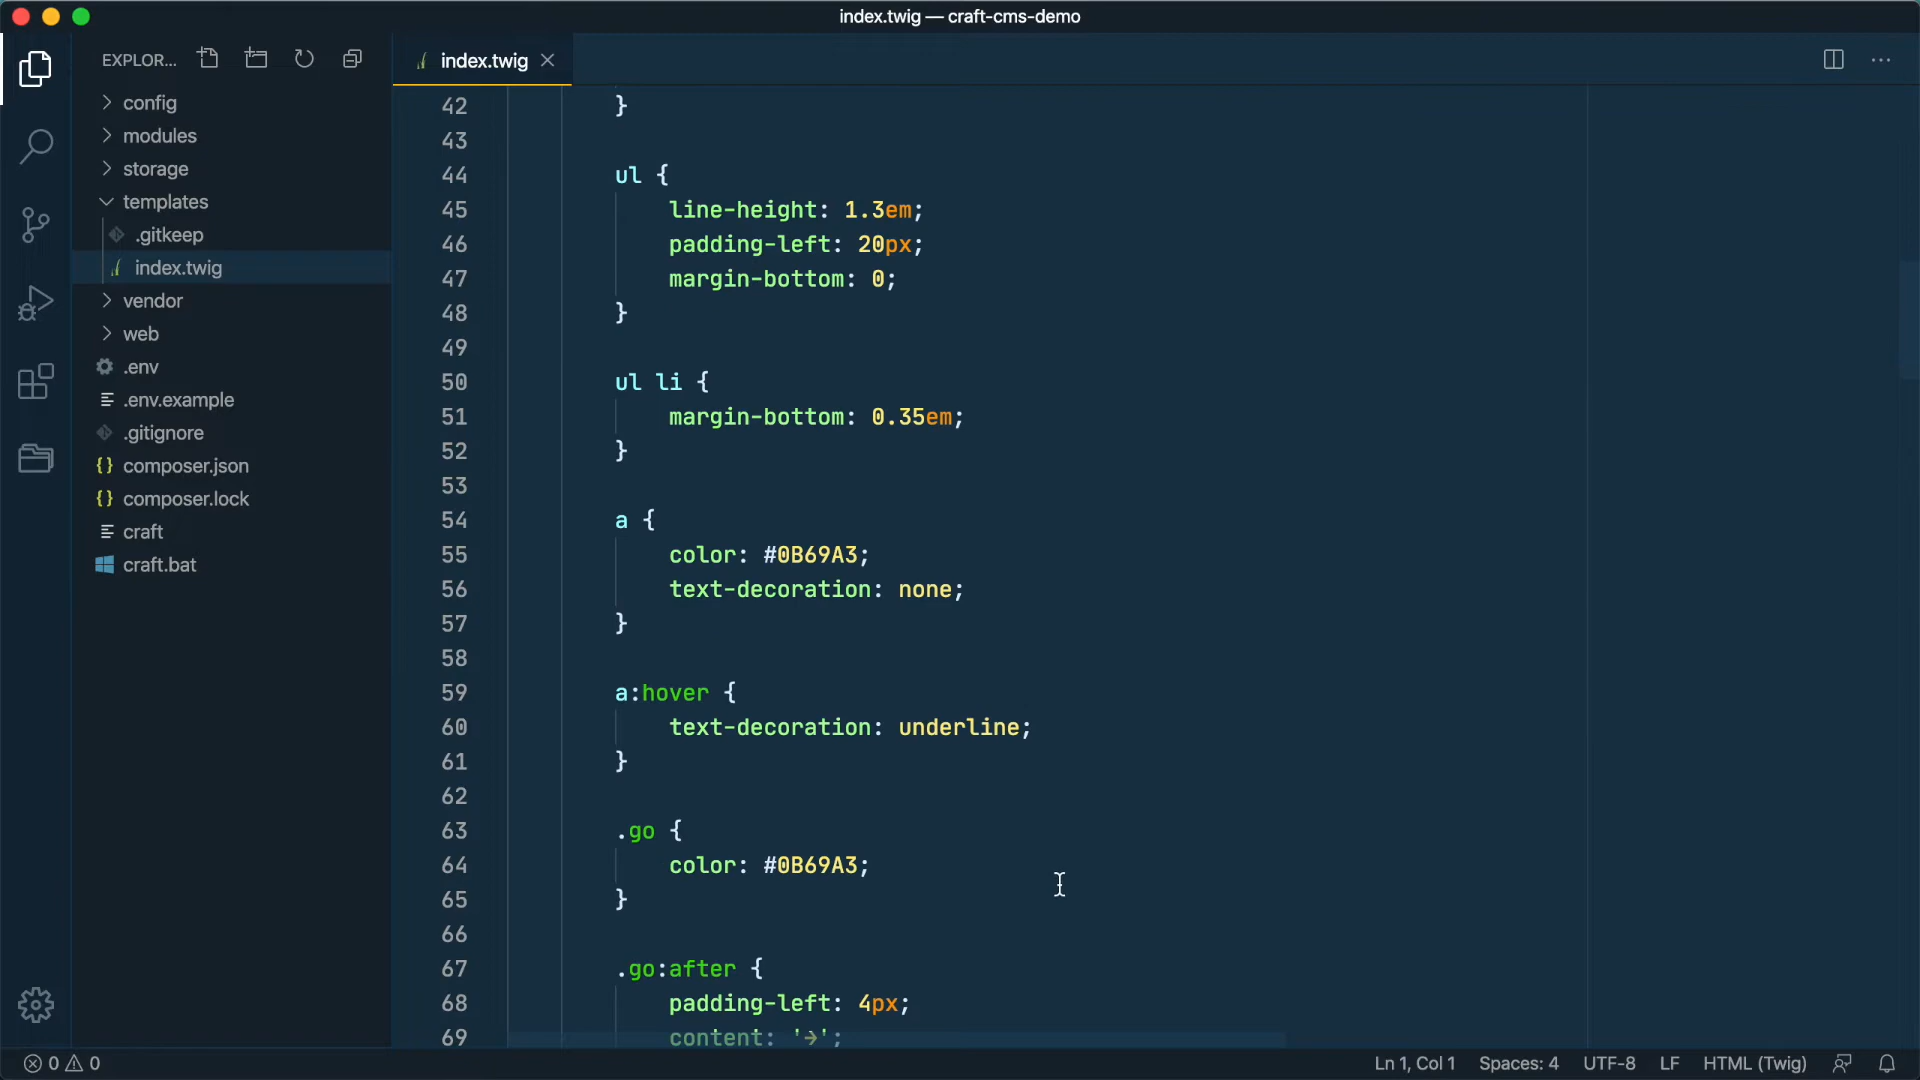 index.twig — craft-cms-demo
EXPLOR...
config
modules
storage
templates
.gitkeep
index.twig
vendor
web
.env
.env.example
.gitignore
{} composer.json
{} composer.lock
craft
craft.bat
index.twig
42 }
43
44 ul {
45 line-height: 1.3em;
46 padding-left: 20px;
47 margin-bottom: 0;
48 }
49
50 ul li {
51 margin-bottom: 0.35em;
52 }
53
54 a {
55 color: #0B69A3;
56 text-decoration: none;
57 }
58
59 a:hover {
60 text-decoration: underline;
61 }
62
63 .go {
64 color: #0B69A3;
65 }
66
67 .go:after {
68 padding-left: 4px;
69 content: '→';
0 0
Ln 1, Col 1 Spaces: 4 UTF-8 LF HTML (Twig)